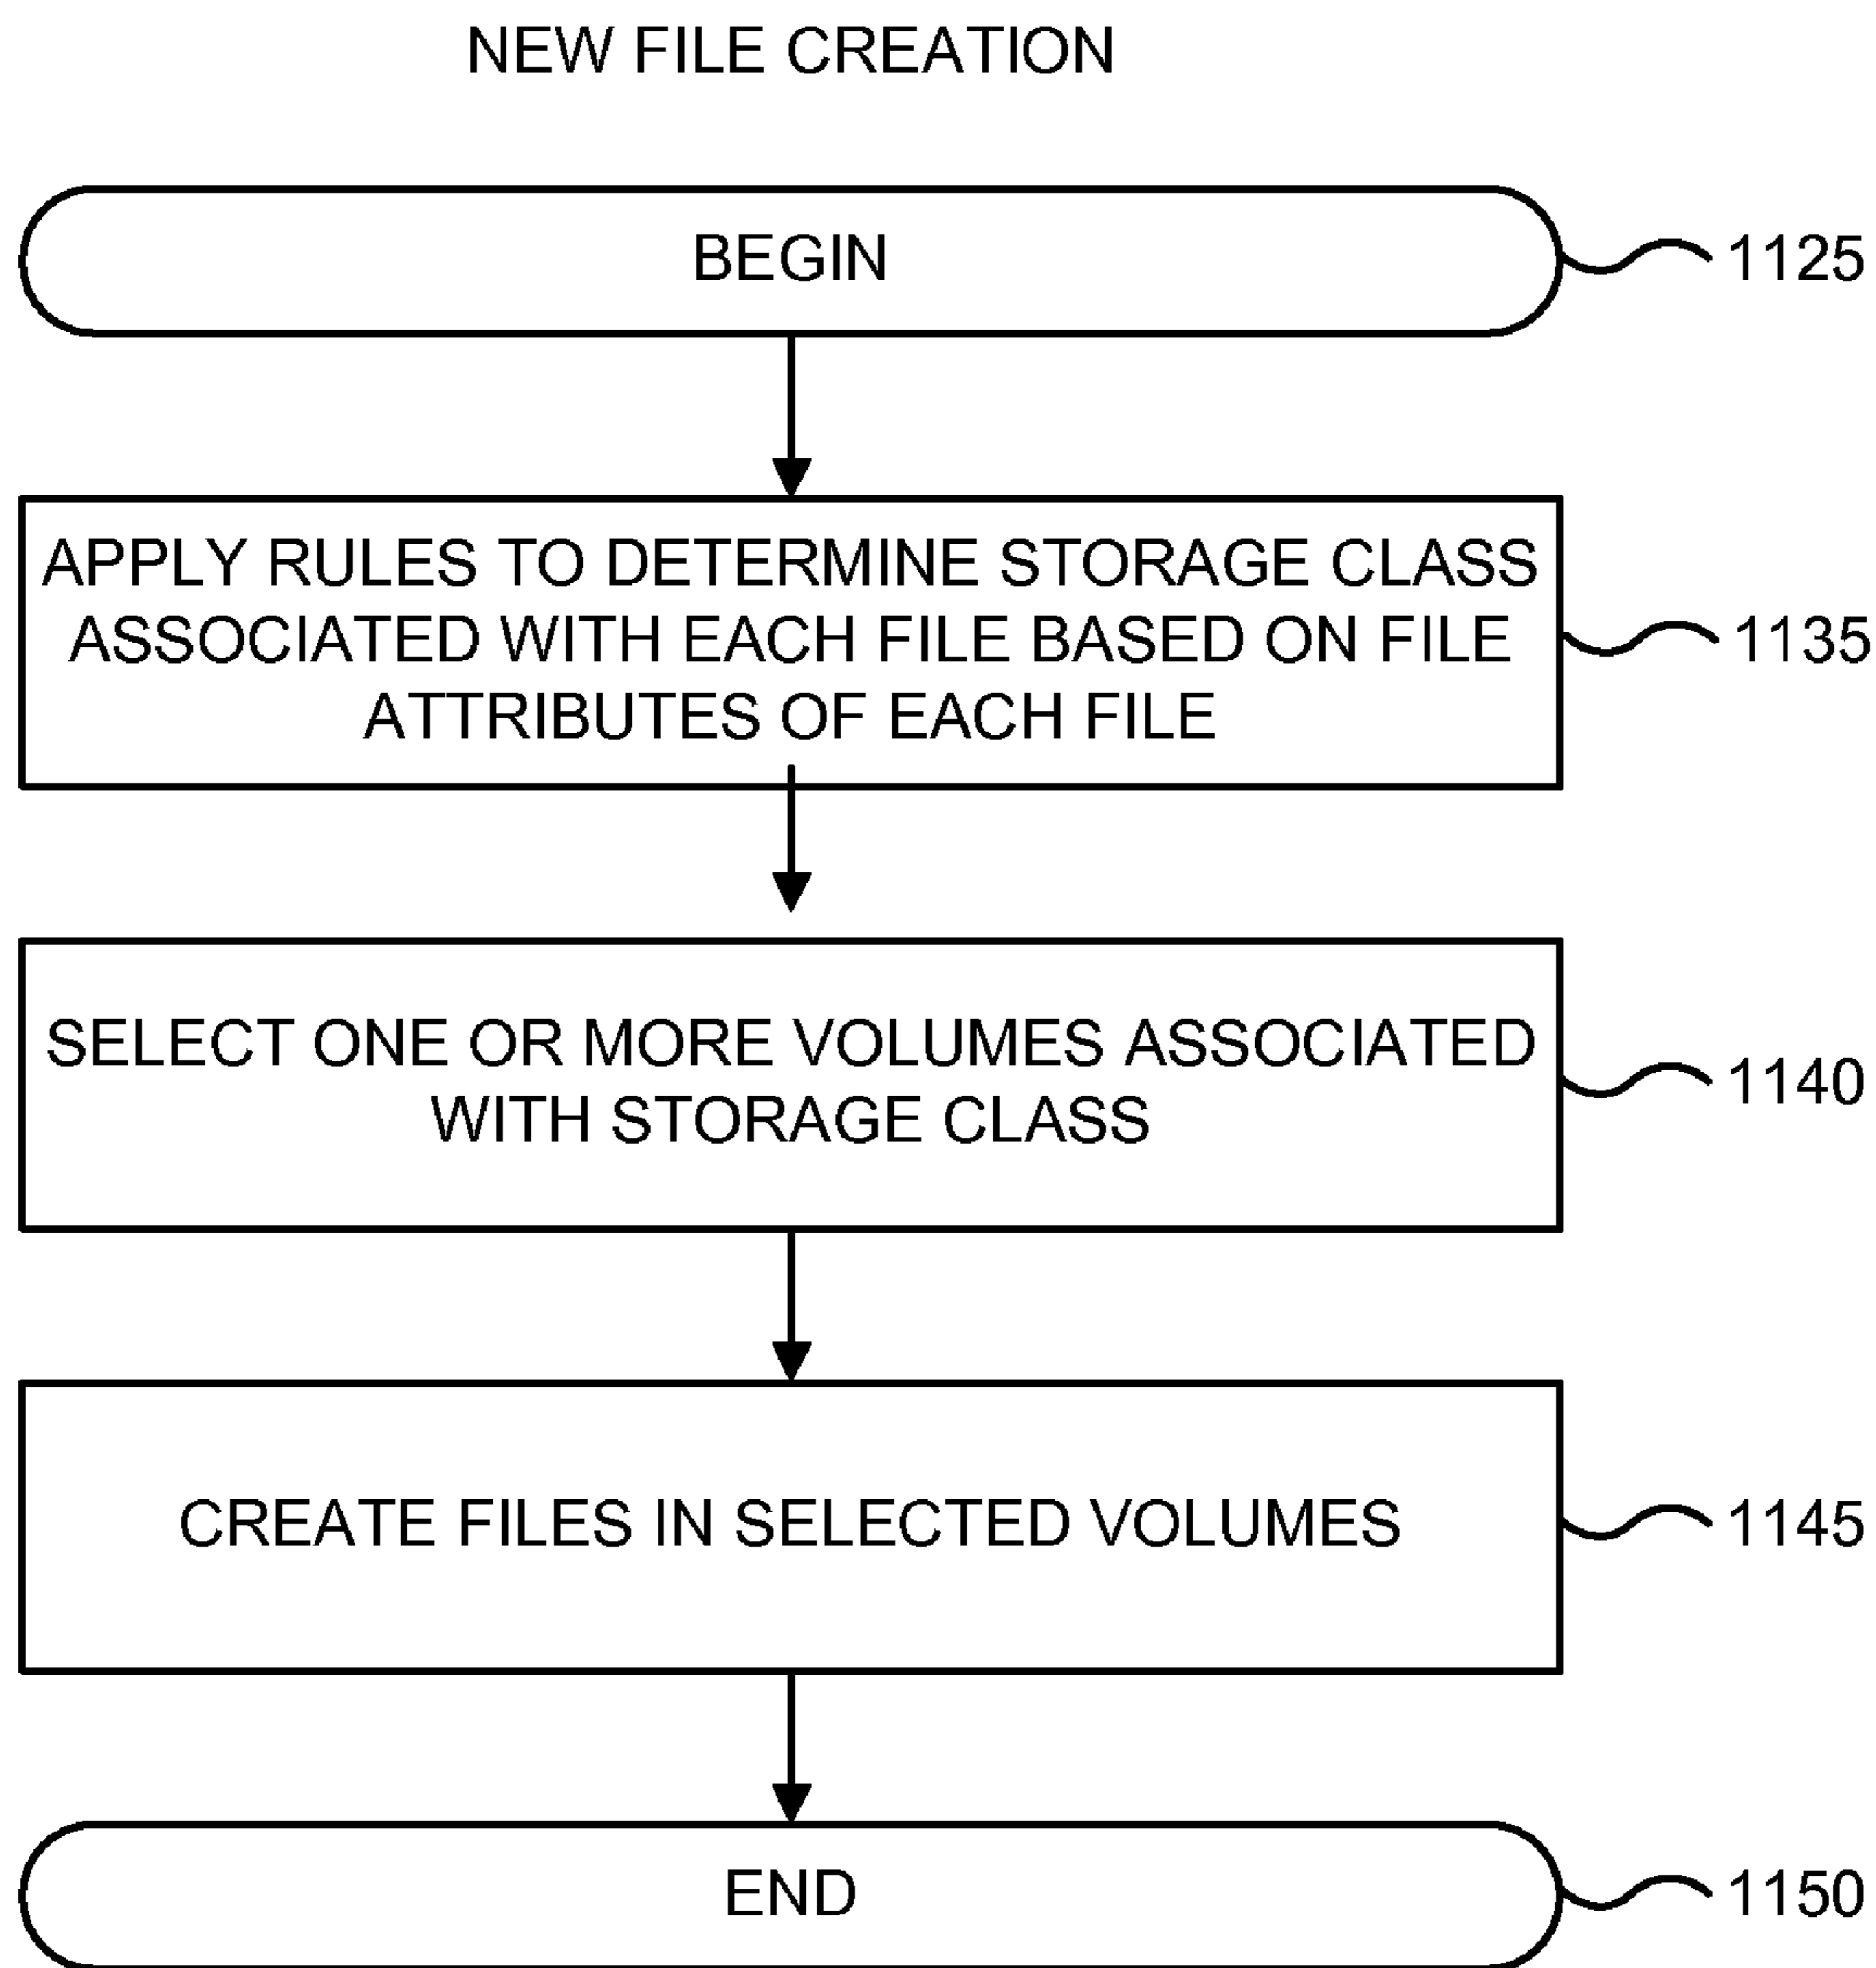 NEW FILE CREATION
BEGIN
1125
APPLY RULES TO DETERMINE STORAGE CLASS
ASSOCIATED WITH EACH FILE BASED ON FILE
ATTRIBUTES OF EACH FILE
1135
SELECT ONE OR MORE VOLUMES ASSOCIATED
WITH STORAGE CLASS
1140
CREATE FILES IN SELECTED VOLUMES
1145
END
1150